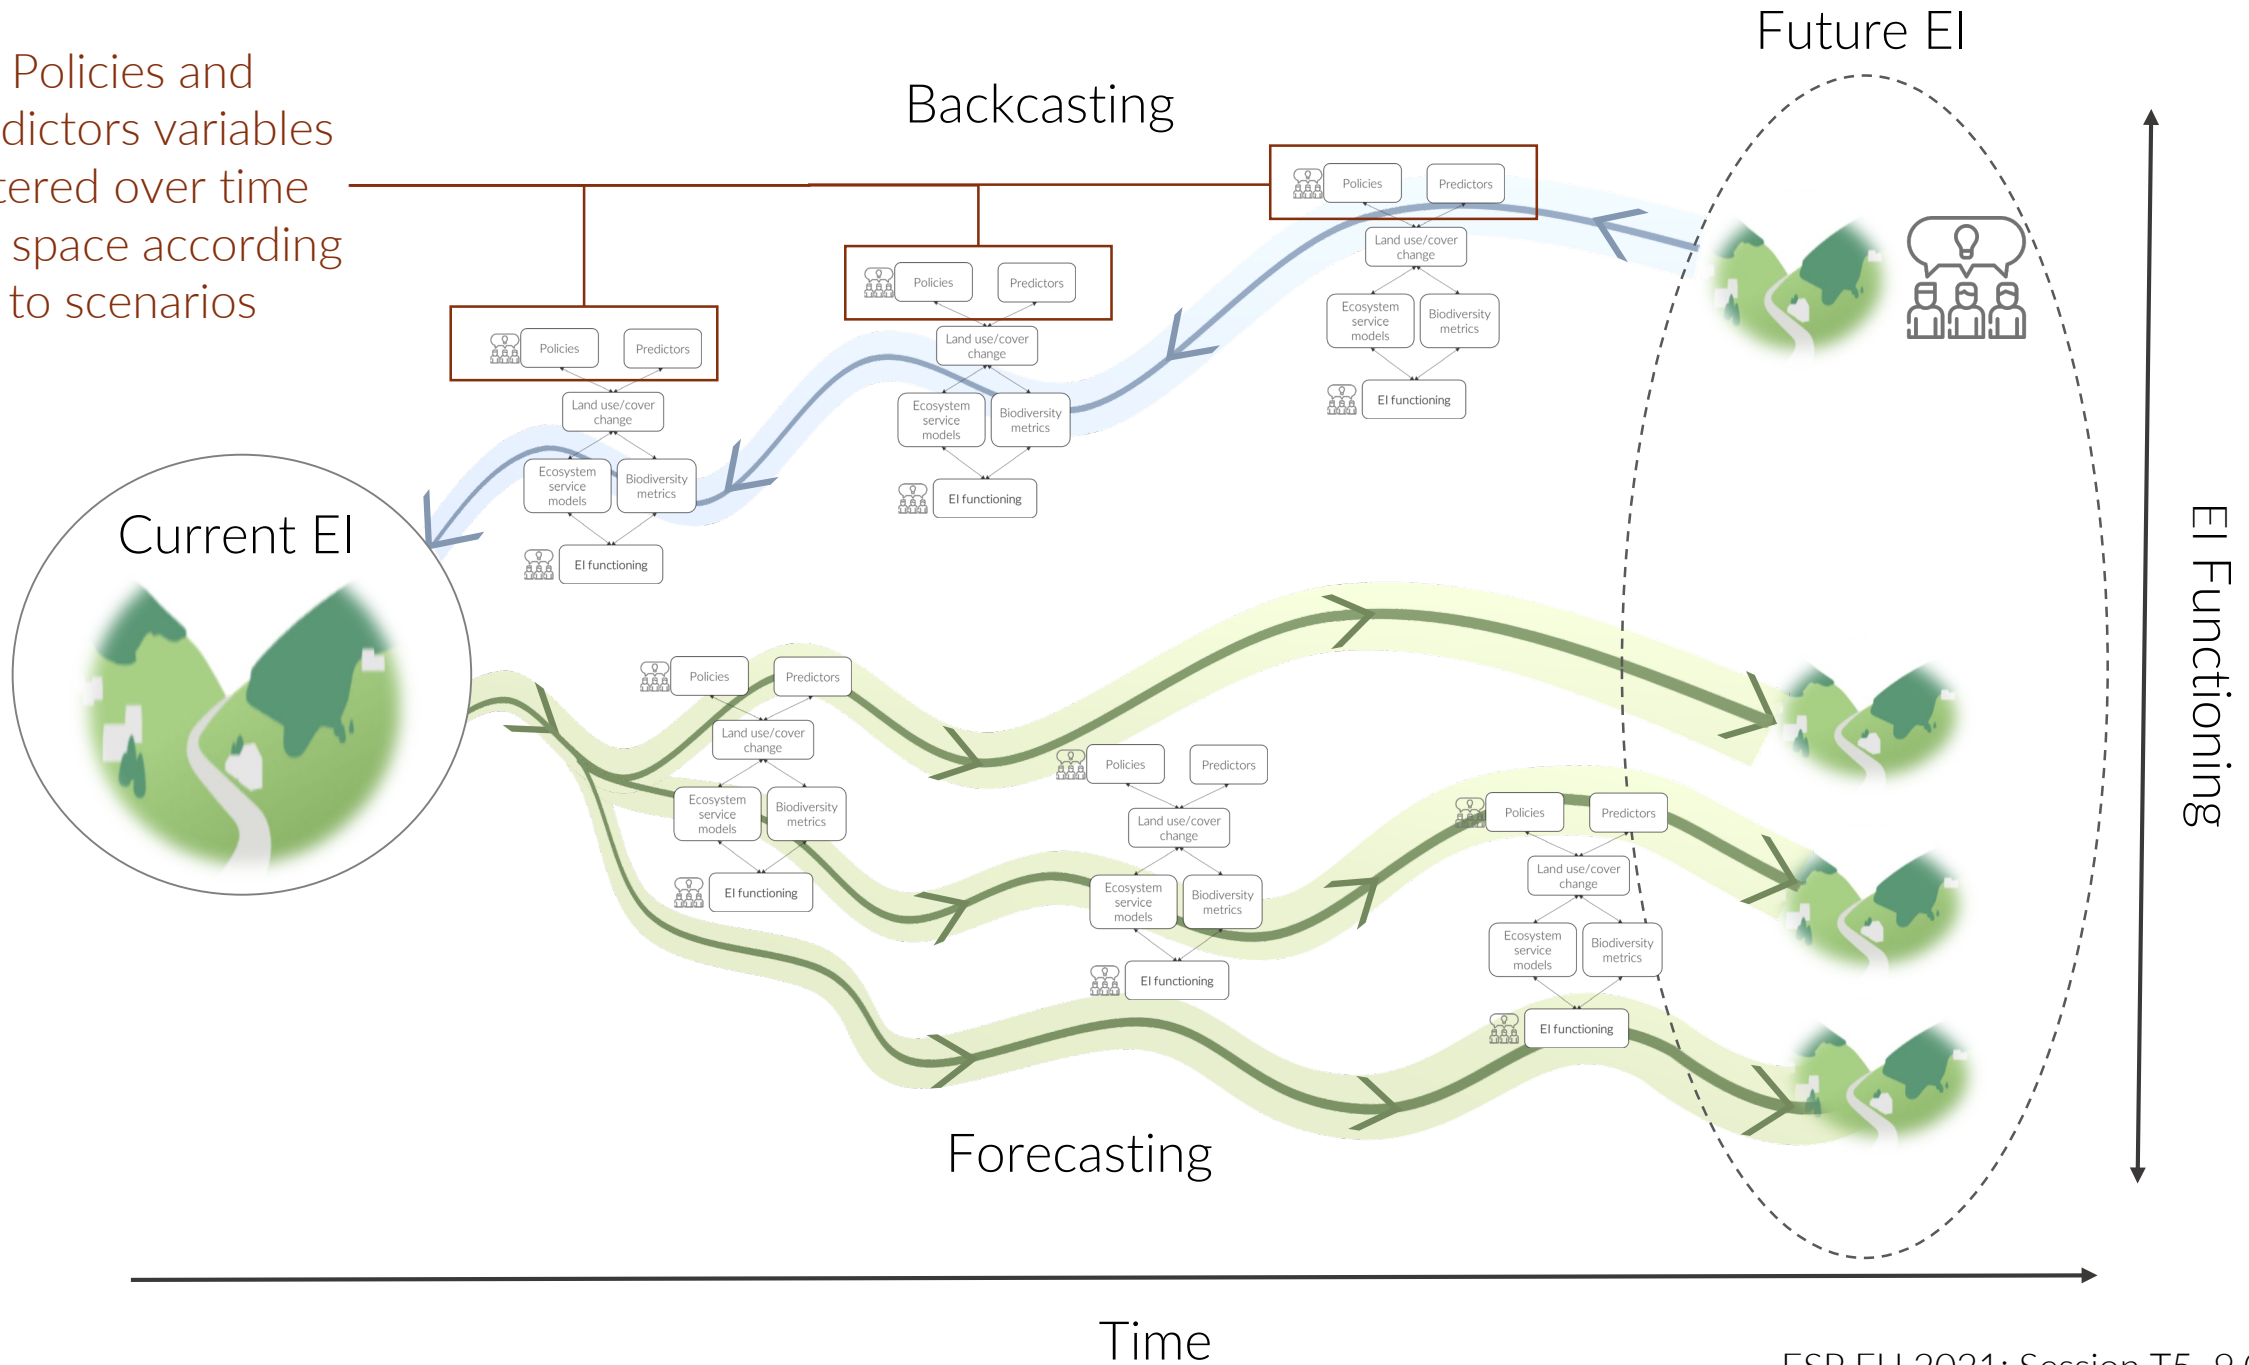 Future EI
Policies and
dictors variables
tered over time
space according
to scenarios
Backcasting
Policies
Predictors
Land use/cover
change
Ecosystem
service
models
Biodiversity
metrics
EI functioning
Policies
Predictors
Land use/cover
change
Ecosystem
service
models
Biodiversity
metrics
EI functioning
Policies
Predictors
Land use/cover
change
Ecosystem
service
models
Biodiversity
metrics
EI functioning
Current EI
EI Functioning
Policies
Predictors
Land use/cover
change
Ecosystem
service
models
Biodiversity
metrics
EI functioning
Policies
Predictors
Land use/cover
change
Ecosystem
service
models
Biodiversity
metrics
EI functioning
Policies
Predictors
Land use/cover
change
Ecosystem
service
models
Biodiversity
metrics
EI functioning
Forecasting
Time
ESP EU 2021: Session T5